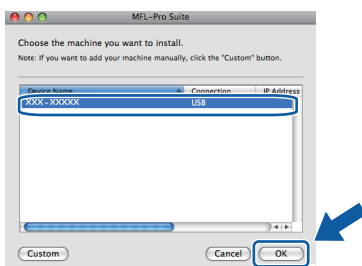 MFL-Pro Suite
Choose the machine you want to install.
Note: If you want to add your machine manually, click the "Custom" button.
Device Name Connection IP Address
XXX-XXXXX USB
Custom Cancel OK